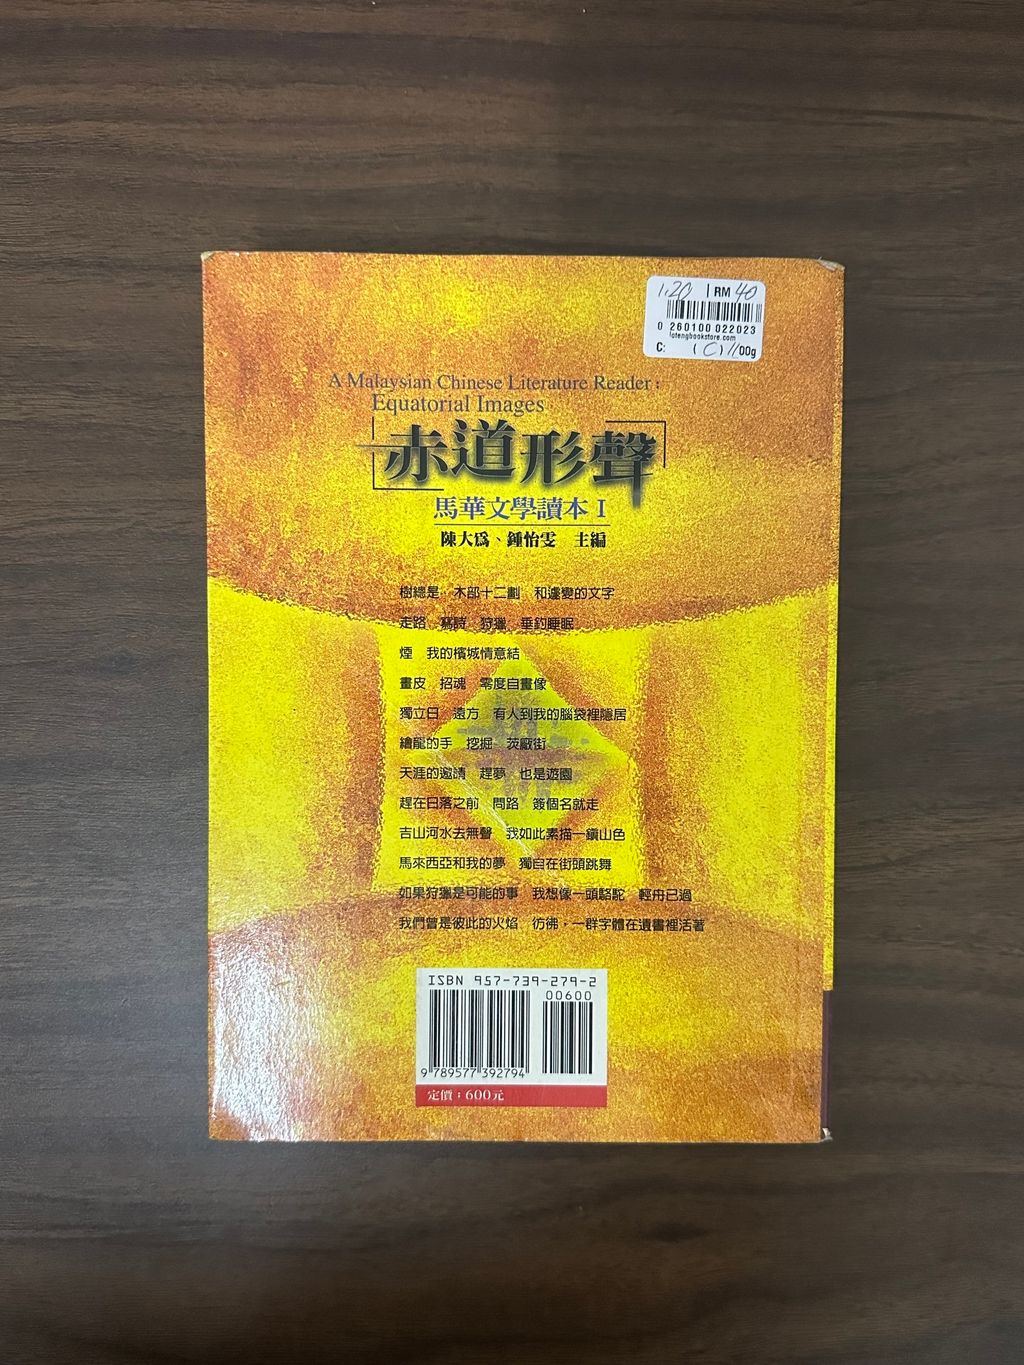 1.20 | RM 40
0 260100 022023
lotengbookstore.com
C: (C) 1100g
A Malaysian Chinese Literature Reader :
Equatorial Images
赤道形聲
馬華文學讀本 I
陳大為、鍾怡雯 主編
樹總是 木部十二劃 和遽變的文字
走路 寫詩 狩獵 垂釣睡眠
煙 我的檳城情意結
畫皮 招魂 零度自畫像
獨立日 遠方 有人到我的腦袋裡隱居
繪龍的手 挖掘 茨廠街
天涯的邀請 趕夢 也是遊園
趕在日落之前 問路 簽個名就走
吉山河水去無聲 我如此素描一鎮山色
馬來西亞和我的夢 獨自在街頭跳舞
如果狩獵是可能的事 我想像一頭駱駝 輕舟已過
我們曾是彼此的火焰 彷彿，一群字體在遺書裡活著
ISBN 957-739-279-2
00600
9 789577 392794
定價：600元